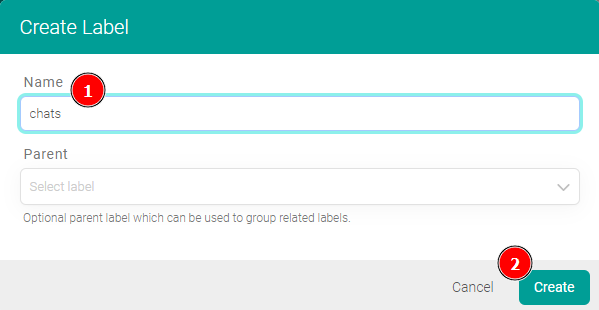 Create Label
Name
1
chats
Parent
Select label
Optional parent label which can be used to group related labels.
2
Cancel
Create